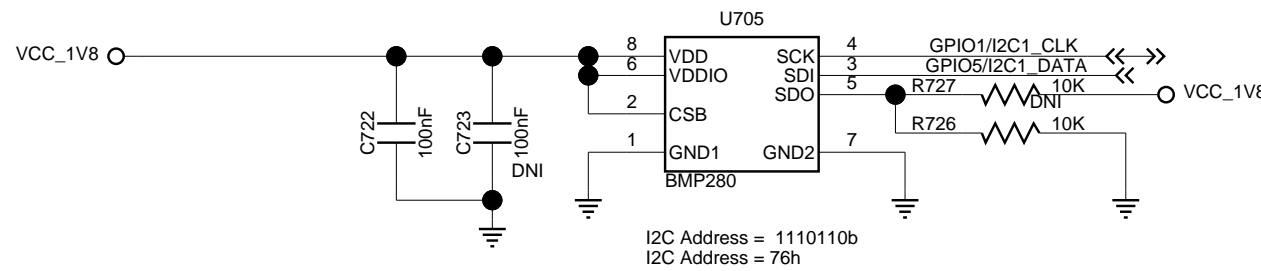 U705
VCC_1V8
8
VDD
SCK
4
GPIO1/I2C1_CLK
6
VDDIO
SDI
3
GPIO5/I2C1_DATA
SDO
5
R727
10K
DNI
VCC_1V8
2
CSB
R726
10K
C722
100nF
C723
100nF
DNI
1
GND1
GND2
7
BMP280
I2C Address =  1110110b
I2C Address = 76h